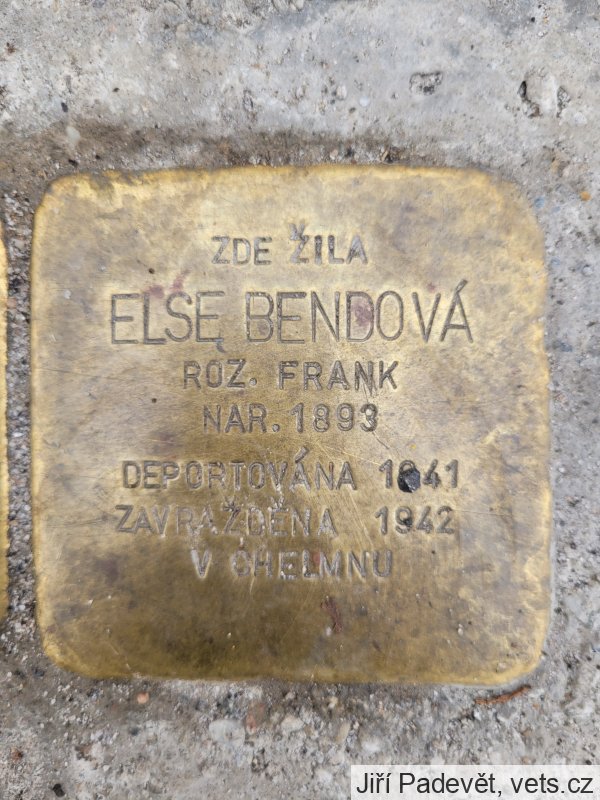 ZDE ŽILA
ELSE BENDOVÁ
ROZ. FRANK
NAR. 1893
DEPORTOVÁNA 1941
ZAVRAŽDĚNA 1942
V CHELMNU
Jiří Padevět, vets.cz